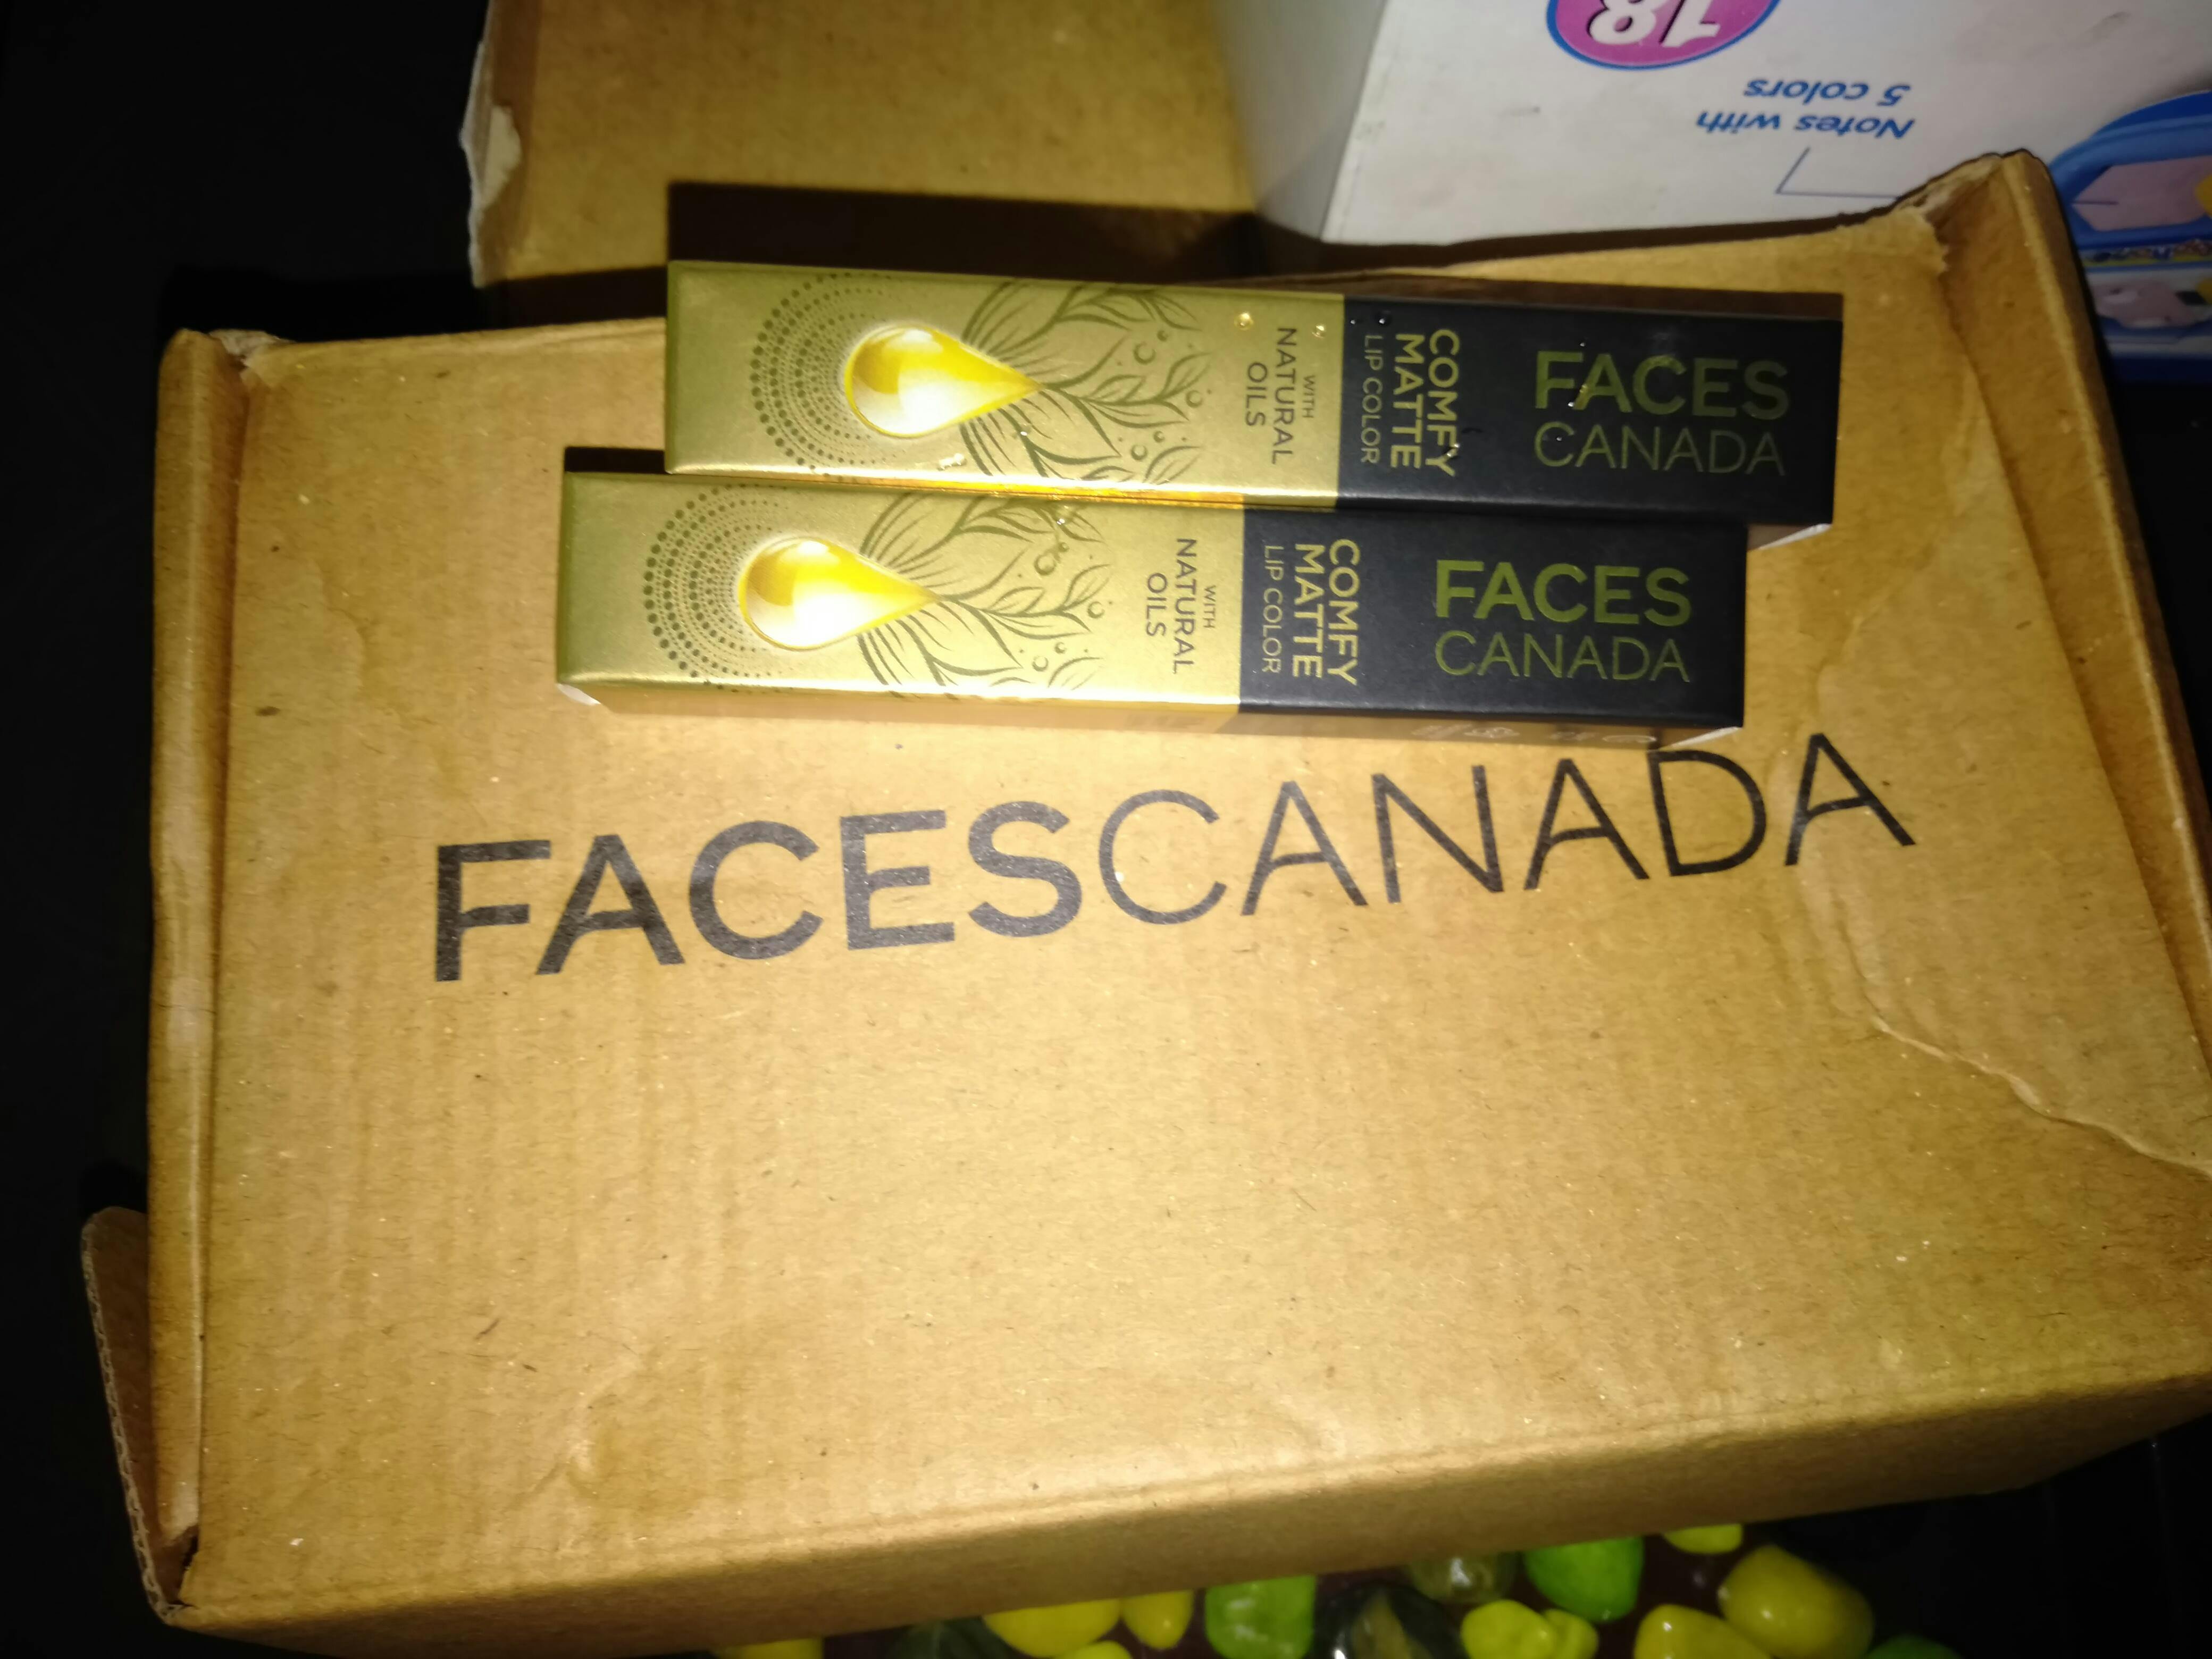 18
5 colors
Notes with
FACES
CANADA
COMFY
MATTE
LIP COLOR
WITH
NATURAL
OILS
FACES
CANADA
COMFY
MATTE
LIP COLOR
WITH
NATURAL
OILS
FACESCANADA